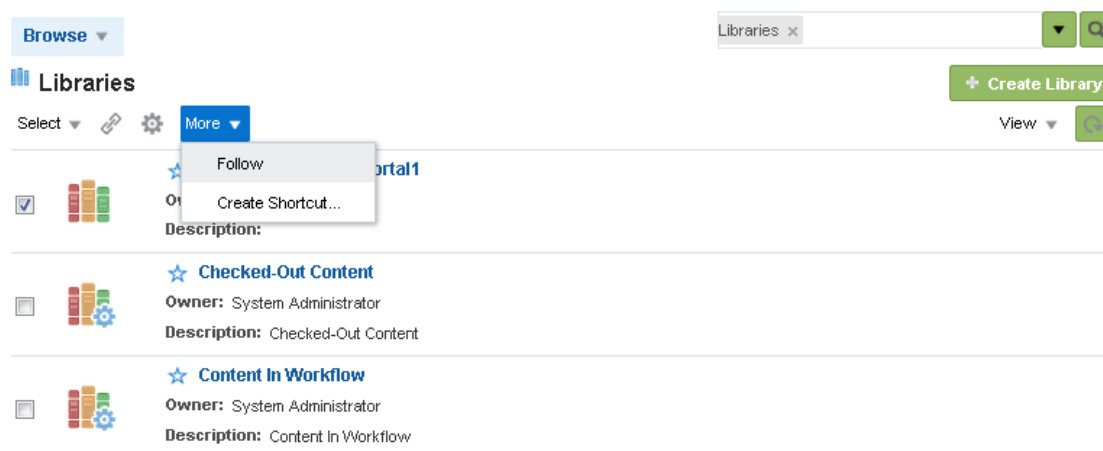 Browse
Libraries ×
Libraries
+ Create Library
Select
More
View
Follow
Create Shortcut...
Description:
Checked-Out Content
Owner: System Administrator
Description: Checked-Out Content
Content In Workflow
Owner: System Administrator
Description: Content In Workflow